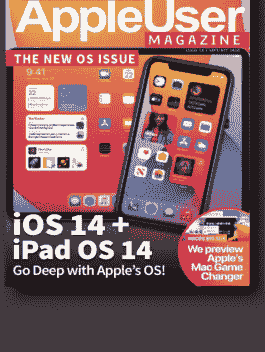 AppleUser
MAGAZINE
THE NEW OS ISSUE
9:41
22
iOS 14 +
iPad OS 14
Go Deep with Apple's OS!
We preview
Apple's
Mac Game
Changer